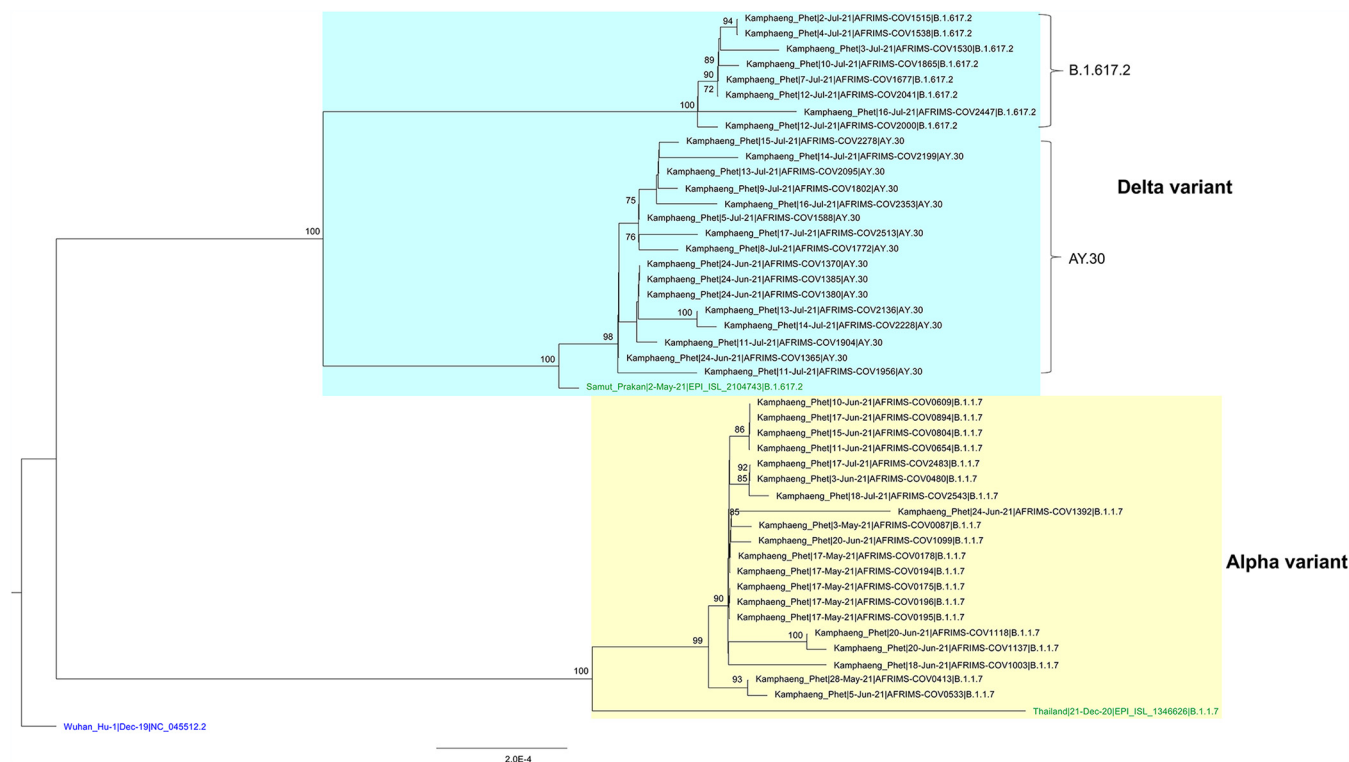 94
Kamphaeng_Phet|2-Jul-21|AFRIMS-COV1515|B.1.617.2
Kamphaeng_Phet|4-Jul-21|AFRIMS-COV1538|B.1.617.2
Kamphaeng_Phet|3-Jul-21|AFRIMS-COV1530|B.1.617.2
89
Kamphaeng_Phet|10-Jul-21|AFRIMS-COV1865|B.1.617.2
B.1.617.2
90
Kamphaeng_Phet|7-Jul-21|AFRIMS-COV1677|B.1.617.2
72
Kamphaeng_Phet|12-Jul-21|AFRIMS-COV2041|B.1.617.2
100
Kamphaeng_Phet|16-Jul-21|AFRIMS-COV2447|B.1.617.2
Kamphaeng_Phet|12-Jul-21|AFRIMS-COV2000|B.1.617.2
Kamphaeng_Phet|15-Jul-21|AFRIMS-COV2278|AY.30
Kamphaeng_Phet|14-Jul-21|AFRIMS-COV2199|AY.30
Kamphaeng_Phet|13-Jul-21|AFRIMS-COV2095|AY.30
Kamphaeng_Phet|9-Jul-21|AFRIMS-COV1802|AY.30
Delta variant
75
Kamphaeng_Phet|16-Jul-21|AFRIMS-COV2353|AY.30
Kamphaeng_Phet|5-Jul-21|AFRIMS-COV1588|AY.30
100
76
Kamphaeng_Phet|17-Jul-21|AFRIMS-COV2513|AY.30
Kamphaeng_Phet|8-Jul-21|AFRIMS-COV1772|AY.30
AY.30
Kamphaeng_Phet|24-Jun-21|AFRIMS-COV1370|AY.30
Kamphaeng_Phet|24-Jun-21|AFRIMS-COV1385|AY.30
Kamphaeng_Phet|24-Jun-21|AFRIMS-COV1380|AY.30
100
Kamphaeng_Phet|13-Jul-21|AFRIMS-COV2136|AY.30
Kamphaeng_Phet|14-Jul-21|AFRIMS-COV2228|AY.30
98
Kamphaeng_Phet|11-Jul-21|AFRIMS-COV1904|AY.30
100
Kamphaeng_Phet|24-Jun-21|AFRIMS-COV1365|AY.30
Kamphaeng_Phet|11-Jul-21|AFRIMS-COV1956|AY.30
Samut_Prakan|2-May-21|EPI_ISL_2104743|B.1.617.2
Kamphaeng_Phet|10-Jun-21|AFRIMS-COV0609|B.1.1.7
Kamphaeng_Phet|17-Jun-21|AFRIMS-COV0894|B.1.1.7
86
Kamphaeng_Phet|15-Jun-21|AFRIMS-COV0804|B.1.1.7
Kamphaeng_Phet|11-Jun-21|AFRIMS-COV0654|B.1.1.7
92
Kamphaeng_Phet|17-Jul-21|AFRIMS-COV2483|B.1.1.7
85
Kamphaeng_Phet|3-Jun-21|AFRIMS-COV0480|B.1.1.7
Kamphaeng_Phet|18-Jul-21|AFRIMS-COV2543|B.1.1.7
85
Kamphaeng_Phet|24-Jun-21|AFRIMS-COV1392|B.1.1.7
Kamphaeng_Phet|3-May-21|AFRIMS-COV0087|B.1.1.7
Kamphaeng_Phet|20-Jun-21|AFRIMS-COV1099|B.1.1.7
Kamphaeng_Phet|17-May-21|AFRIMS-COV0178|B.1.1.7
Alpha variant
Kamphaeng_Phet|17-May-21|AFRIMS-COV0194|B.1.1.7
Kamphaeng_Phet|17-May-21|AFRIMS-COV0175|B.1.1.7
90
Kamphaeng_Phet|17-May-21|AFRIMS-COV0196|B.1.1.7
Kamphaeng_Phet|17-May-21|AFRIMS-COV0195|B.1.1.7
99
100
Kamphaeng_Phet|20-Jun-21|AFRIMS-COV1118|B.1.1.7
Kamphaeng_Phet|20-Jun-21|AFRIMS-COV1137|B.1.1.7
Kamphaeng_Phet|18-Jun-21|AFRIMS-COV1003|B.1.1.7
100
93
Kamphaeng_Phet|28-May-21|AFRIMS-COV0413|B.1.1.7
Kamphaeng_Phet|5-Jun-21|AFRIMS-COV0533|B.1.1.7
Thailand|21-Dec-20|EPI_ISL_1346626|B.1.1.7
Wuhan_Hu-1|Dec-19|NC_045512.2
2.0E-4